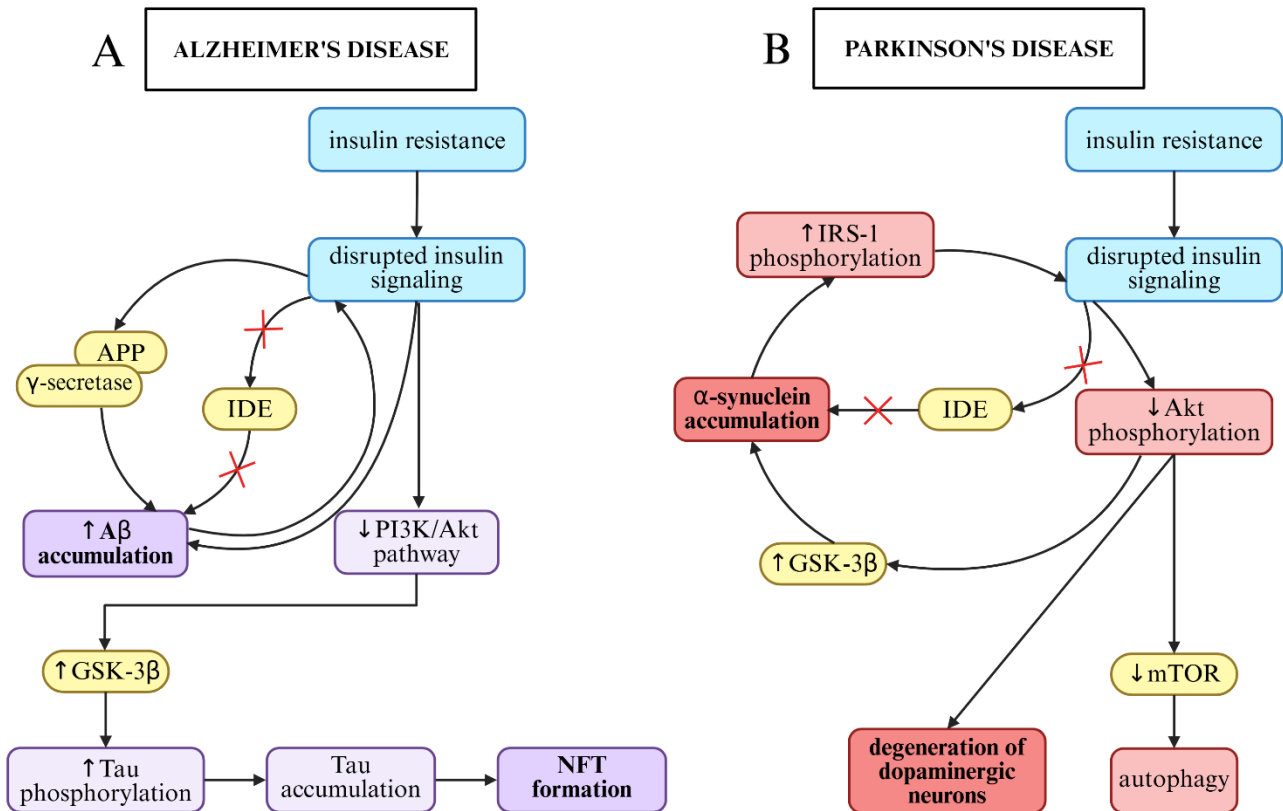 A
ALZHEIMER'S DISEASE
insulin resistance
disrupted insulin
signaling
APP
γ-secretase
IDE
↑Aβ
accumulation
↓PI3K/Akt
pathway
↑GSK-3β
↑Tau
phosphorylation
Tau
accumulation
NFT
formation
B
PARKINSON'S DISEASE
insulin resistance
↑IRS-1
phosphorylation
disrupted insulin
signaling
α-synuclein
accumulation
IDE
↓Akt
phosphorylation
↑GSK-3β
↓mTOR
degeneration of
dopaminergic
neurons
autophagy